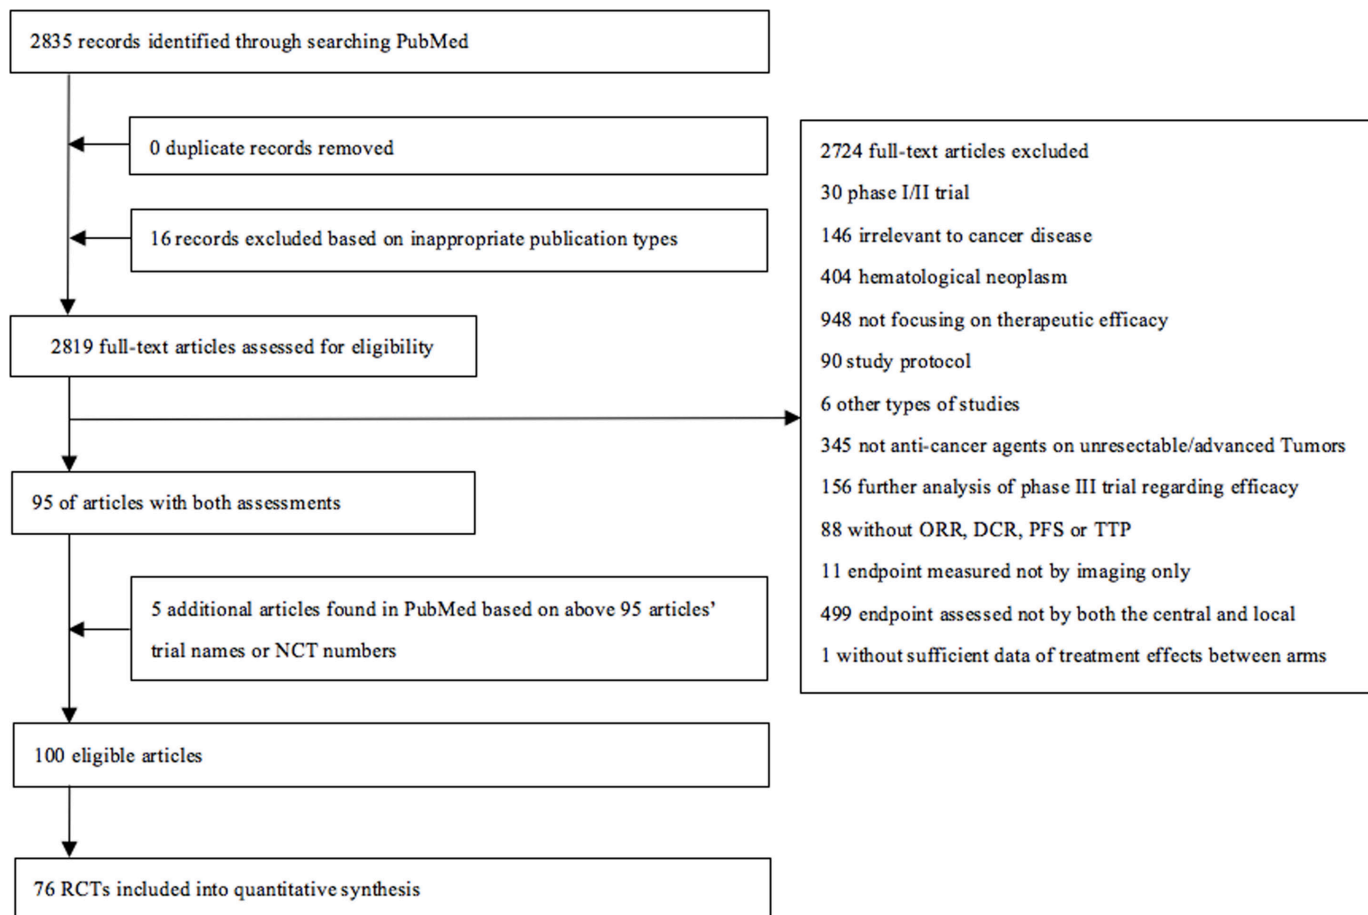 2835 records identified through searching PubMed
0 duplicate records removed
16 records excluded based on inappropriate publication types
2819 full-text articles assessed for eligibility
2724 full-text articles excluded
30 phase I/II trial
146 irrelevant to cancer disease
404 hematological neoplasm
948 not focusing on therapeutic efficacy
90 study protocol
6 other types of studies
345 not anti-cancer agents on unresectable/advanced Tumors
156 further analysis of phase III trial regarding efficacy
88 without ORR, DCR, PFS or TTP
11 endpoint measured not by imaging only
499 endpoint assessed not by both the central and local
1 without sufficient data of treatment effects between arms
95 of articles with both assessments
5 additional articles found in PubMed based on above 95 articles’
trial names or NCT numbers
100 eligible articles
76 RCTs included into quantitative synthesis